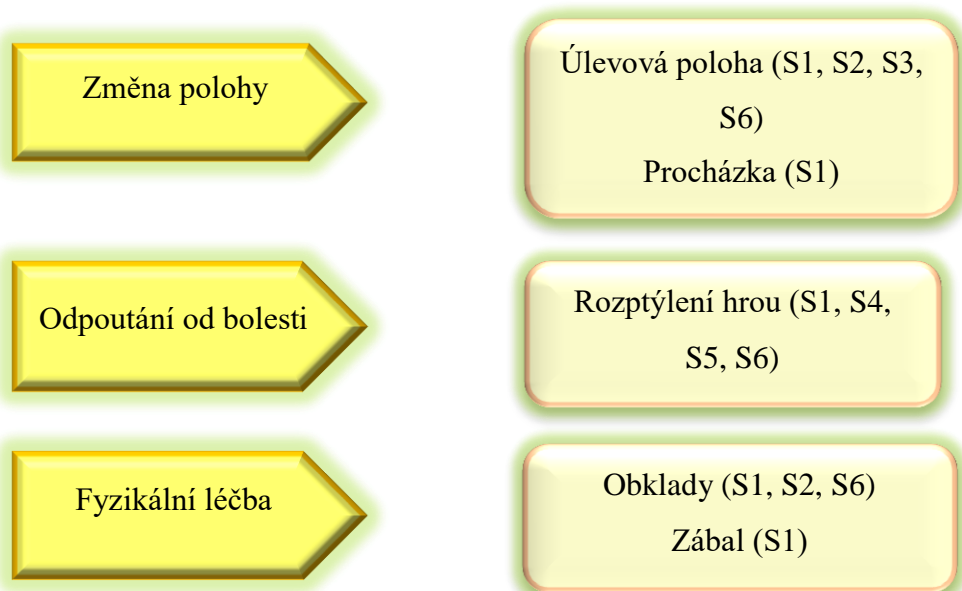 Změna polohy
Úlevová poloha (S1, S2, S3,
S6)
Procházka (S1)
Odpoutání od bolesti
Rozptýlení hrou (S1, S4,
S5, S6)
Fyzikální léčba
Obklady (S1, S2, S6)
Zábal (S1)